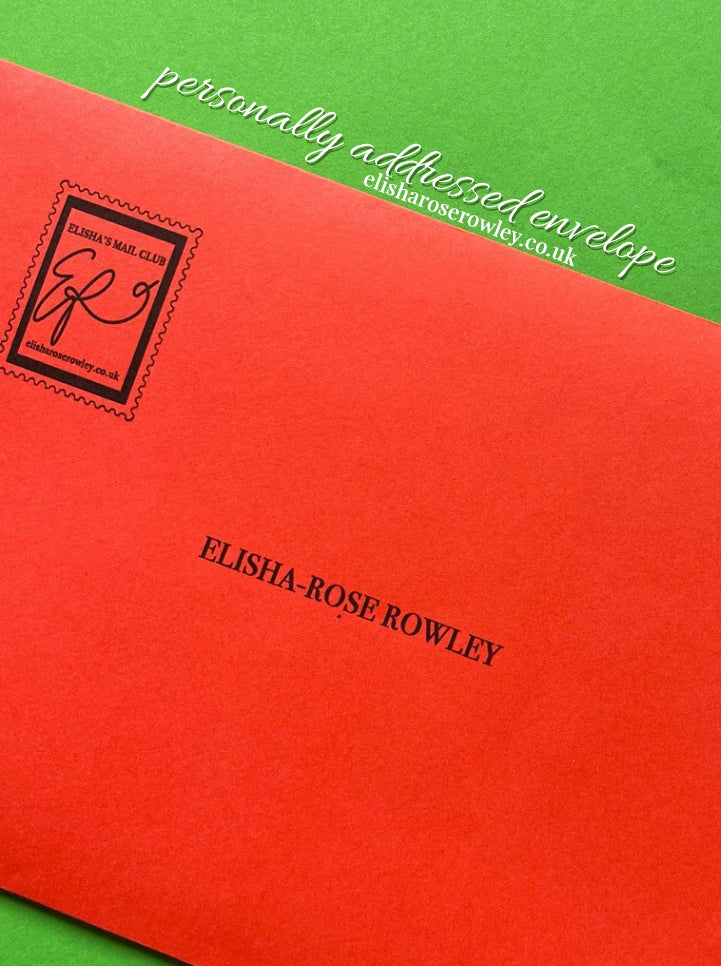 personally addressed envelope
elisharoserowley.co.uk
ELISHA'S MAIL CLUB
ER
elisharoserowley.co.uk
ELISHA-ROSE ROWLEY